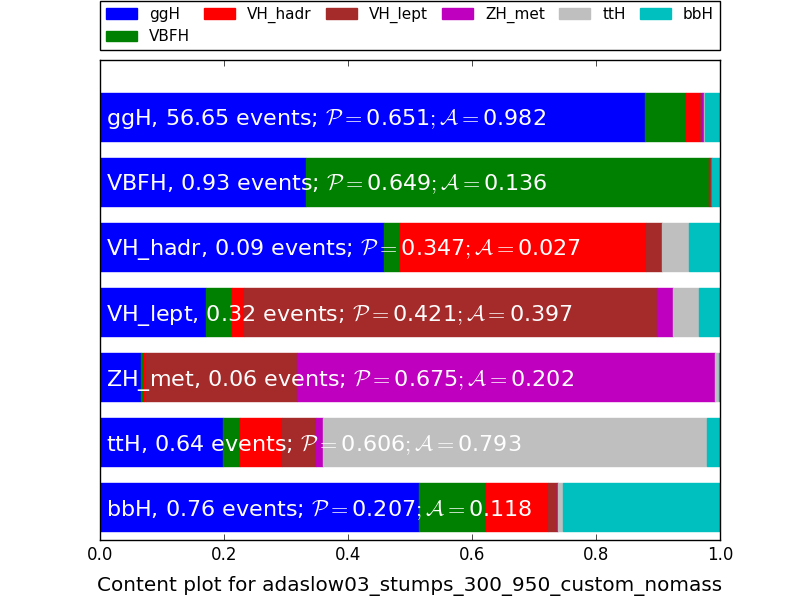 ggH VH_hadr VH_lept ZH_met ttH bbH
VBFH
ggH, 56.65 events; 𝒫 = 0.651; 𝒜 = 0.982
VBFH, 0.93 events; 𝒫 = 0.649; 𝒜 = 0.136
VH_hadr, 0.09 events; 𝒫 = 0.347; 𝒜 = 0.027
VH_lept, 0.32 events; 𝒫 = 0.421; 𝒜 = 0.397
ZH_met, 0.06 events; 𝒫 = 0.675; 𝒜 = 0.202
ttH, 0.64 events; 𝒫 = 0.606; 𝒜 = 0.793
bbH, 0.76 events; 𝒫 = 0.207; 𝒜 = 0.118
0.0 0.2 0.4 0.6 0.8 1.0
Content plot for adaslow03_stumps_300_950_custom_nomass